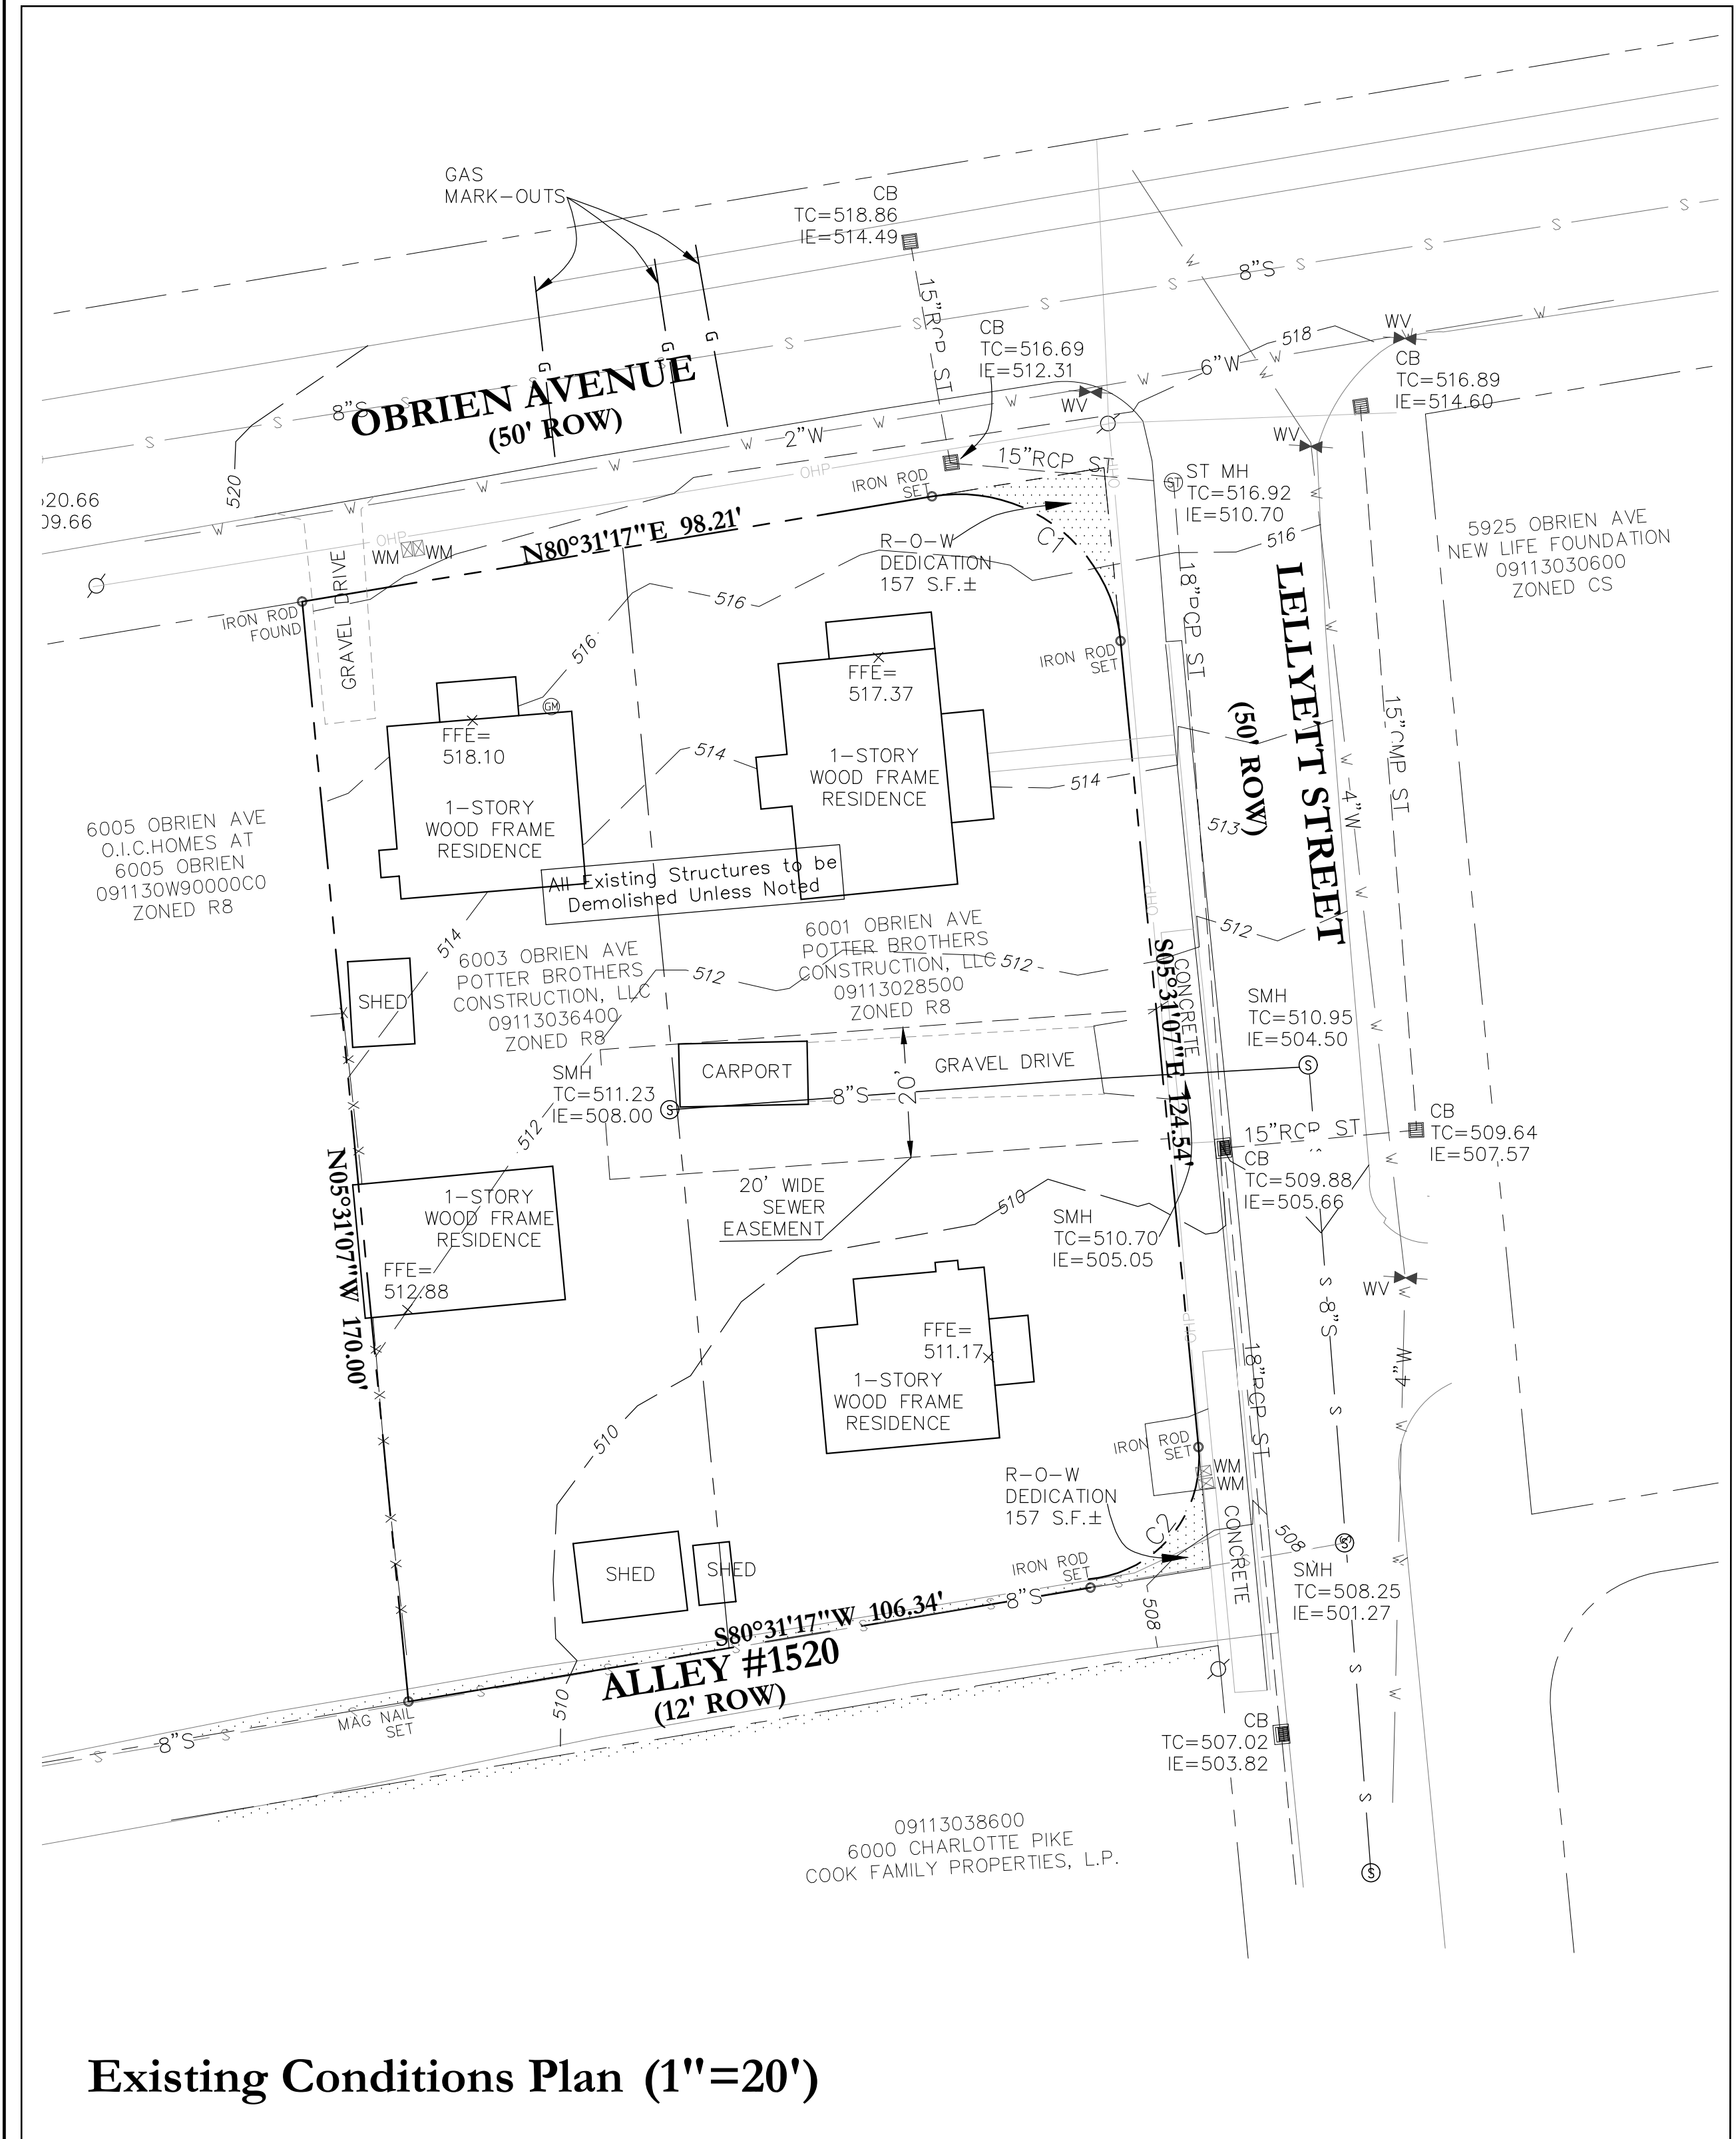 GAS
MARK-OUTS
CB
TC=518.86
IE=514.49
8"S
15"RCP ST
CB
TC=516.69
IE=512.31
518
WV
CB
TC=516.89
IE=514.60
6"W
WV
WV
G
G
G
OBRIEN AVENUE
(50' ROW)
8"S
2"W
520
520.66
OHP
15"RCP ST
ST MH
TC=516.92
IE=510.70
ST
IRON ROD
SET
N80°31'17"E 98.21'
OHP
WM
WM
R-O-W
DEDICATION
157 S.F.±
C1
516
5925 OBRIEN AVE
NEW LIFE FOUNDATION
09113030600
ZONED CS
IRON ROD
FOUND
GRAVEL DRIVE
516
516
18"RCP ST
IRON ROD
SET
LELLYETT STREET
(50' ROW)
GM
FFE=
518.10
FFE=
517.37
1-STORY
WOOD FRAME
RESIDENCE
1-STORY
WOOD FRAME
RESIDENCE
514
514
513
15"CMP ST
4"W
6005 OBRIEN AVE
O.I.C.HOMES AT
6005 OBRIEN
091130W90000C0
ZONED R8
All Existing Structures to be
Demolished Unless Noted
OHP
514
512
6003 OBRIEN AVE
POTTER BROTHERS
CONSTRUCTION, LLC
09113036400
ZONED R8
512
6001 OBRIEN AVE
POTTER BROTHERS
CONSTRUCTION, LLC
09113028500
ZONED R8
512
CONCRETE
S05°31'07"E 124.54'
SHED
SMH
TC=510.95
IE=504.50
SMH
TC=511.23
IE=508.00
CARPORT
GRAVEL DRIVE
8"S
20'
512
15"RCP ST
CB
TC=509.64
IE=507.57
CB
TC=509.88
IE=505.66
20' WIDE
SEWER
EASEMENT
510
SMH
TC=510.70
IE=505.05
N05°31'07"W 170.00'
1-STORY
WOOD FRAME
RESIDENCE
FFE=
512.88
WV
8"S
4"W
OHP
FFE=
511.17
1-STORY
WOOD FRAME
RESIDENCE
18"RCP ST
510
IRON ROD
SET
WM
WM
R-O-W
DEDICATION
157 S.F.±
C2
CONCRETE
508
SMH
TC=508.25
IE=501.27
IRON ROD
SET
SHED
SHED
8"S
508
S80°31'17"W 106.34'
ALLEY #1520
(12' ROW)
510
MAG NAIL
SET
8"S
CB
TC=507.02
IE=503.82
09113038600
6000 CHARLOTTE PIKE
COOK FAMILY PROPERTIES, L.P.
Existing Conditions Plan (1"=20')